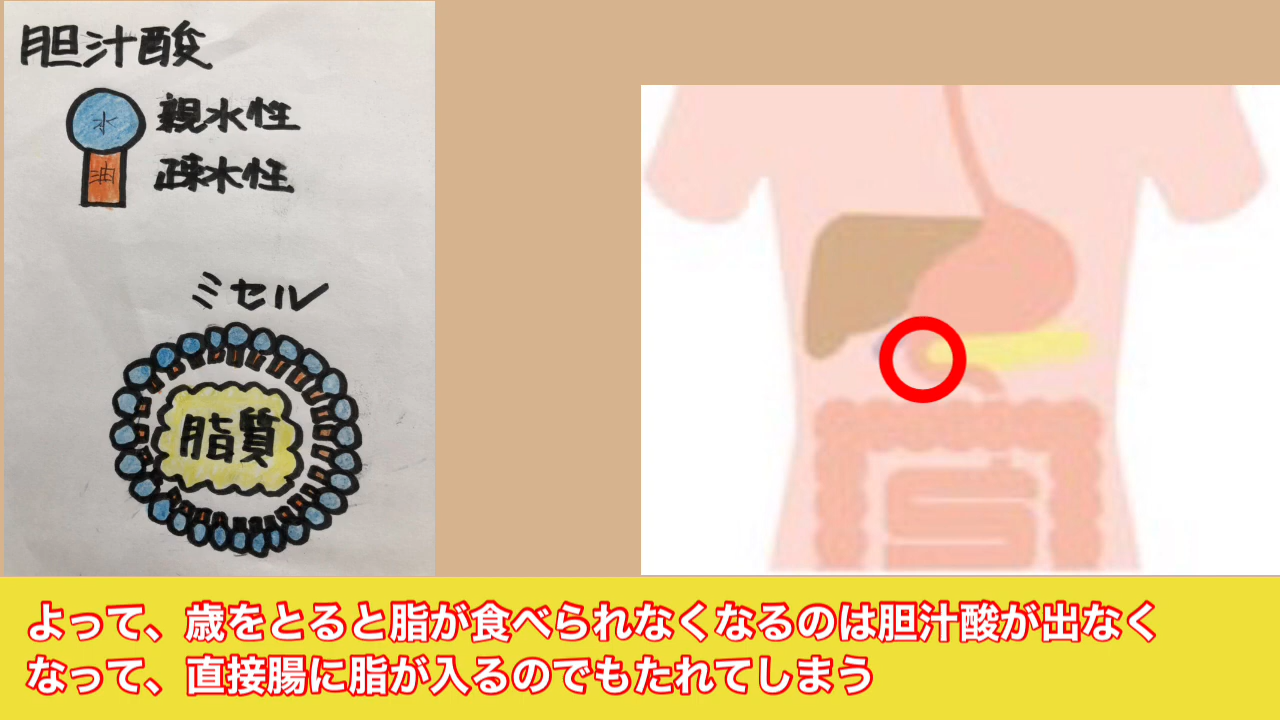 胆汁酸
水
親水性
油
疎水性
ミセル
脂質
よって、歳をとると脂が食べられなくなるのは胆汁酸が出なく
なって、直接腸に脂が入るのでもたれてしまう